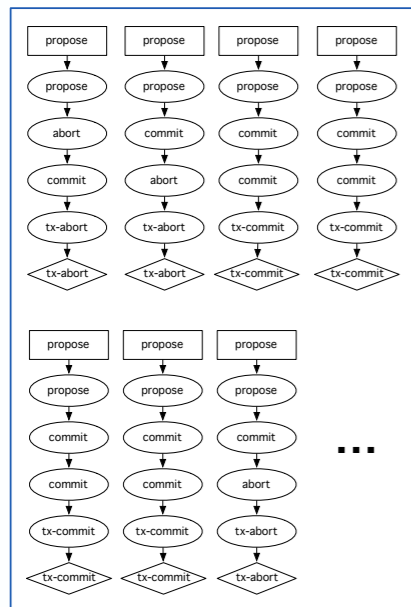 propose propose propose propose
propose propose propose propose
abort commit commit commit
commit abort commit commit
tx-abort tx-abort tx-commit tx-commit
tx-abort tx-abort tx-commit tx-commit
propose propose propose
propose propose propose
commit commit commit
commit commit abort
tx-commit tx-commit tx-abort
tx-commit tx-commit tx-abort
...